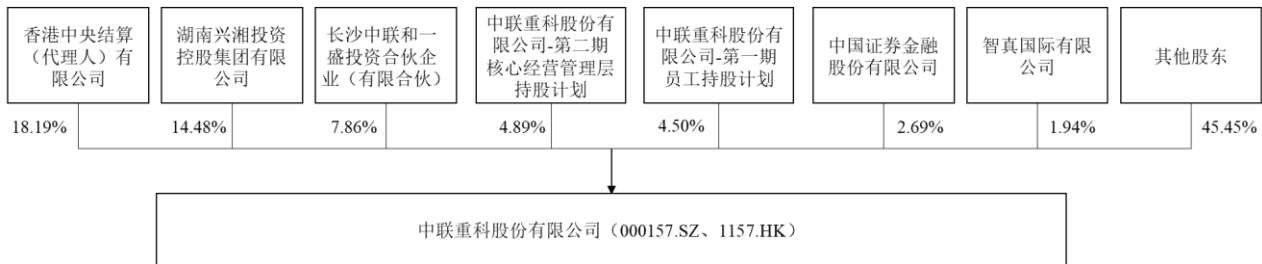 香港中央结算
（代理人）有
限公司
湖南兴湘投资
控股集团有限
公司
长沙中联和一
盛投资合伙企
业（有限合伙）
中联重科股份有
限公司-第二期
核心经营管理层
持股计划
中联重科股份有
限公司-第一期
员工持股计划
中国证券金融
股份有限公司
智真国际有限
公司
其他股东
18.19%
14.48%
7.86%
4.89%
4.50%
2.69%
1.94%
45.45%
中联重科股份有限公司（000157.SZ、1157.HK）